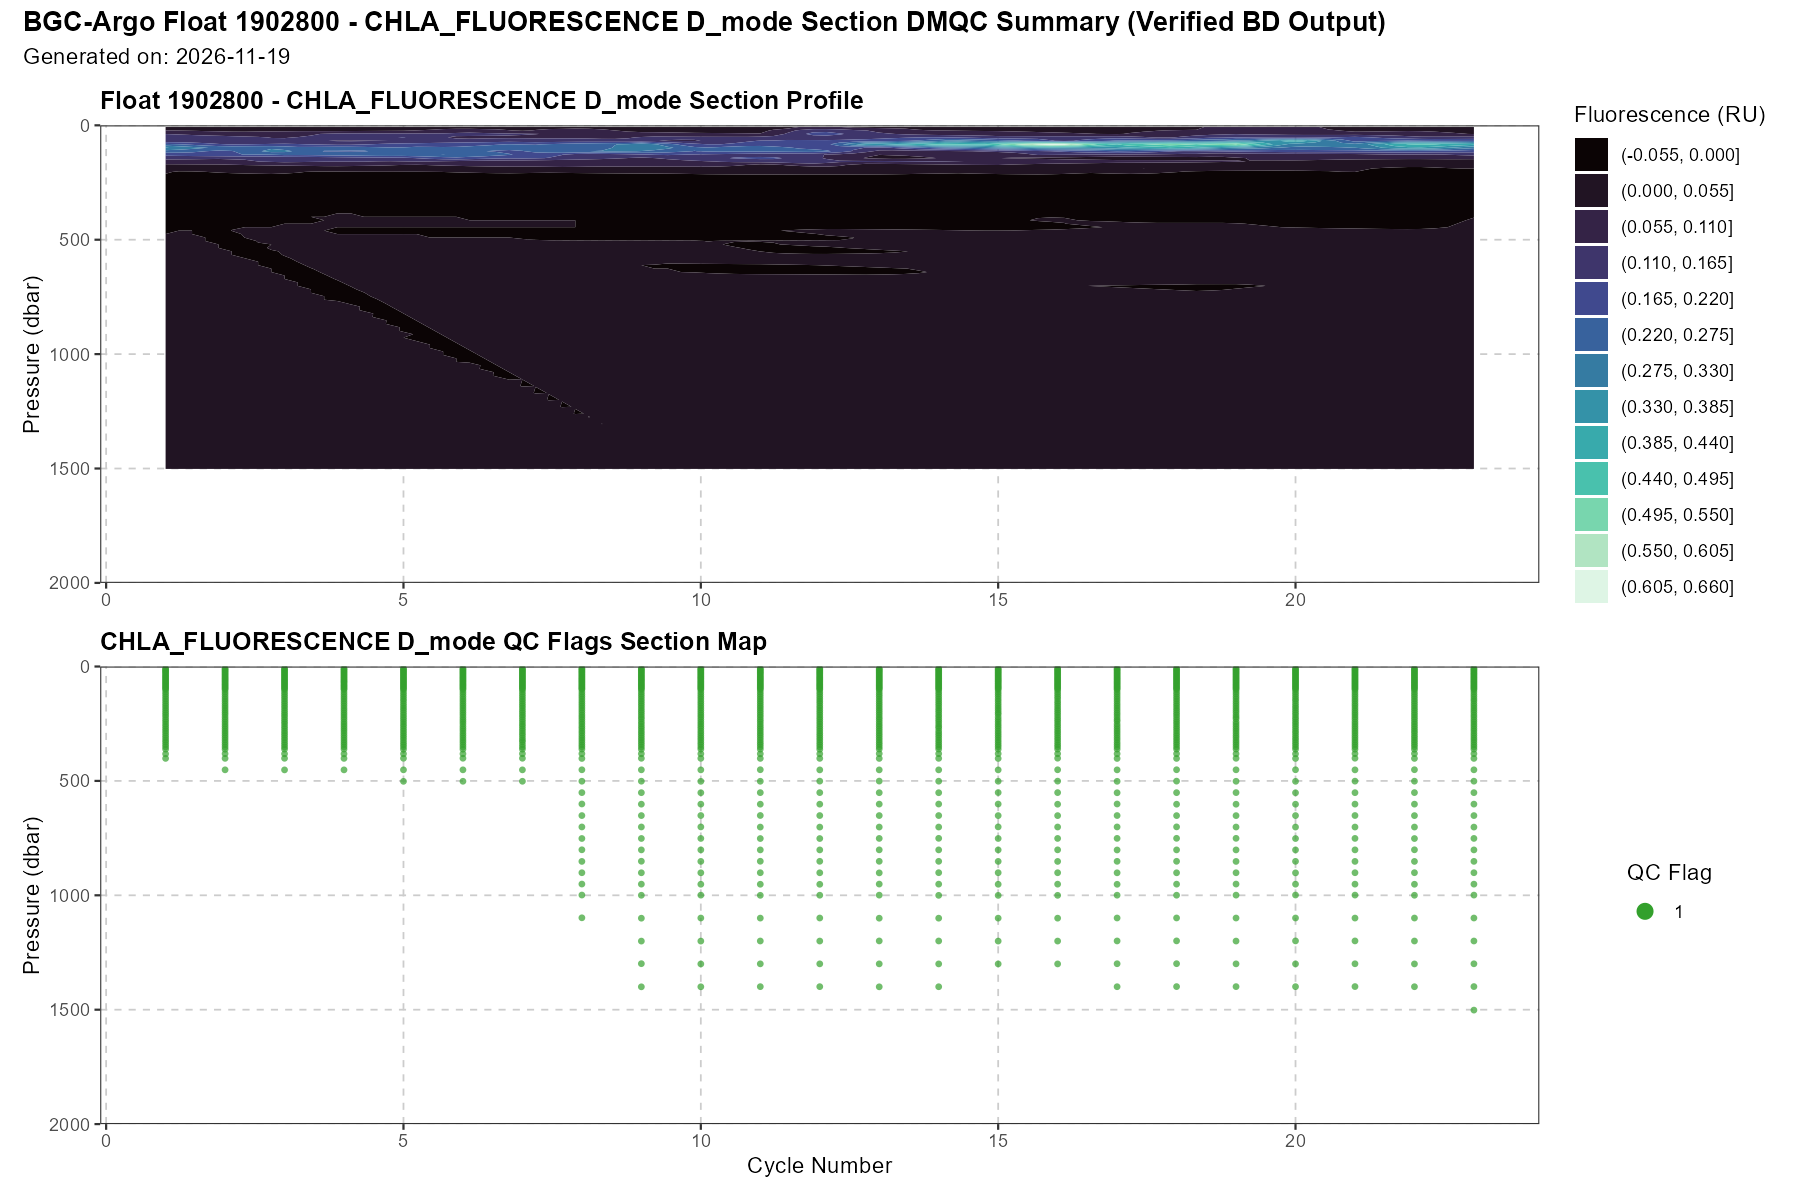 BGC-Argo Float 1902800 - CHLA_FLUORESCENCE D_mode Section DMQC Summary (Verified BD Output)
Generated on: 2026-11-19
Float 1902800 - CHLA_FLUORESCENCE D_mode Section Profile
Pressure (dbar)
0
500
1000
1500
2000
0 5 10 15 20
Fluorescence (RU)
(-0.055, 0.000]
(0.000, 0.055]
(0.055, 0.110]
(0.110, 0.165]
(0.165, 0.220]
(0.220, 0.275]
(0.275, 0.330]
(0.330, 0.385]
(0.385, 0.440]
(0.440, 0.495]
(0.495, 0.550]
(0.550, 0.605]
(0.605, 0.660]
CHLA_FLUORESCENCE D_mode QC Flags Section Map
Pressure (dbar)
0
500
1000
1500
2000
0 5 10 15 20
Cycle Number
QC Flag
1